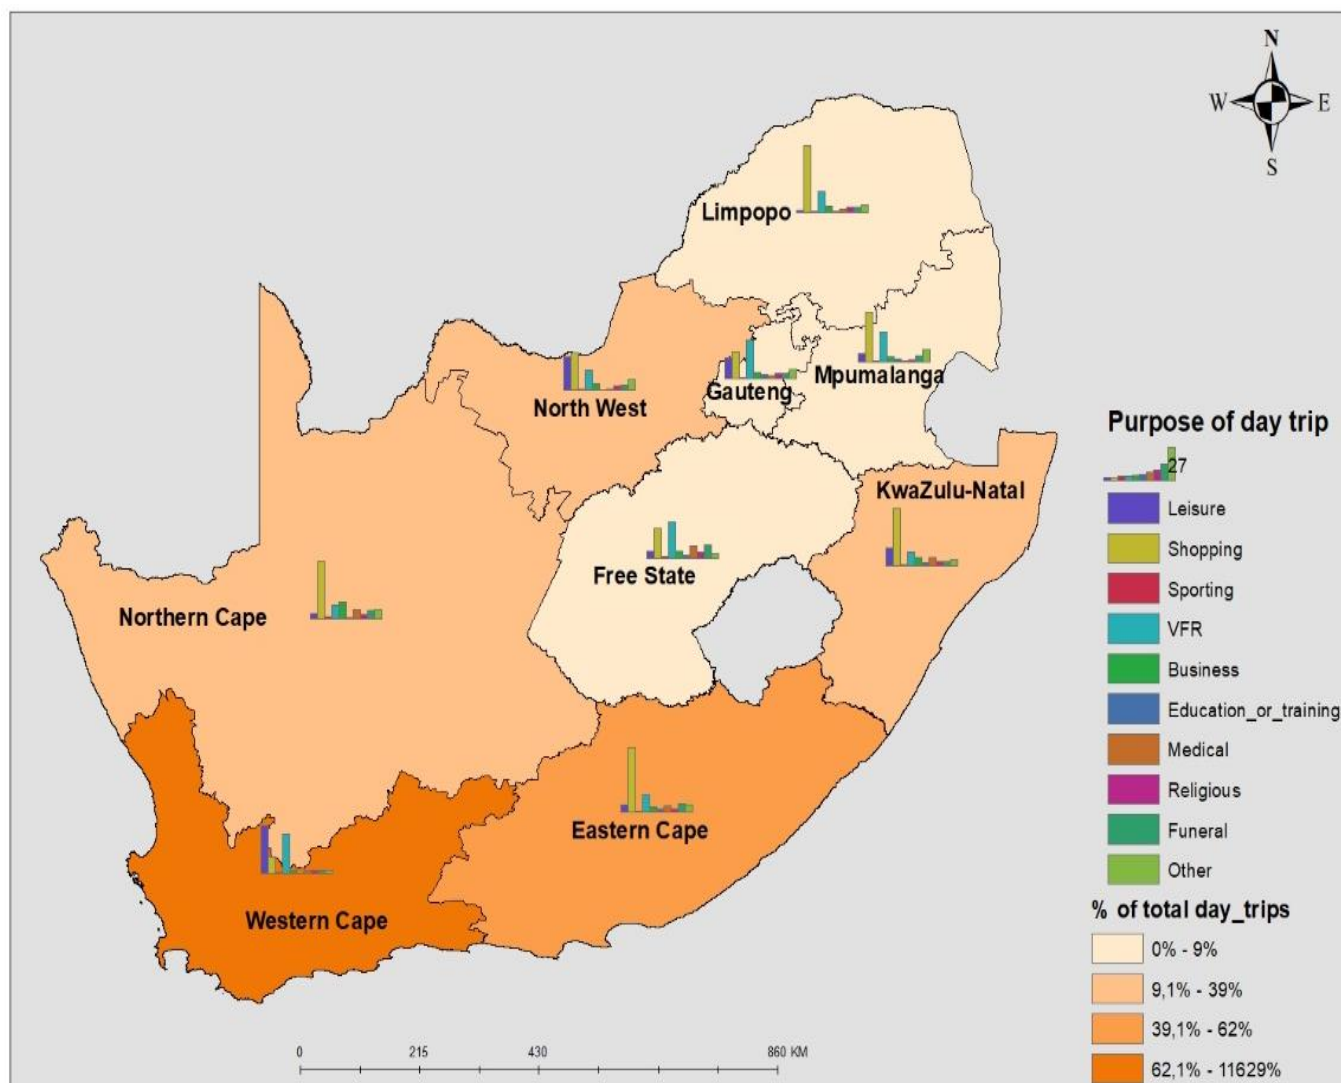 N
W E
S
Limpopo
Mpumalanga
Gauteng
North West
KwaZulu-Natal
Free State
Northern Cape
Eastern Cape
Western Cape
Purpose of day trip
27
Leisure
Shopping
Sporting
VFR
Business
Education_or_training
Medical
Religious
Funeral
Other
% of total day_trips
0% - 9%
9,1% - 39%
39,1% - 62%
62,1% - 11629%
0 215 430 860 KM